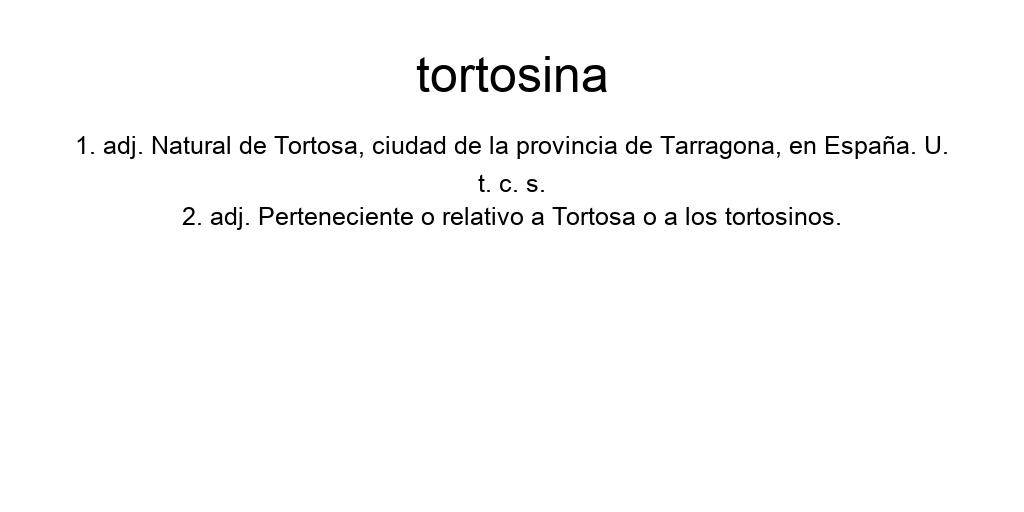 tortosina
1. adj. Natural de Tortosa, ciudad de la provincia de Tarragona, en España. U.
t. c. s.
2. adj. Perteneciente o relativo a Tortosa o a los tortosinos.